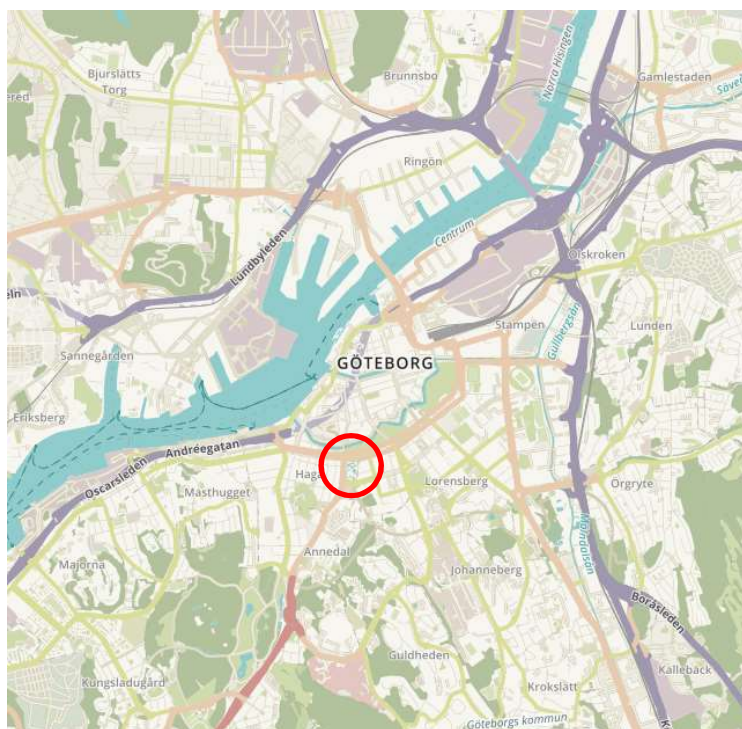 Bjurslätts
Torg
Brunnsbo
Norra Hisingen
Gamlestaden
Ringön
Centrum
Lundbyleden
Olskroken
Stampen
Gullbergsån
Lunden
Sannegården
GÖTEBORG
Eriksberg
Andréegatan
Oscarsleden
Haga
Masthugget
Lorensberg
Örgryte
Mölndalsån
Annedal
Majorna
Johanneberg
Boråsleden
Guldheden
Kallebäck
Kungsladugård
Krokslätt
Göteborgs kommun